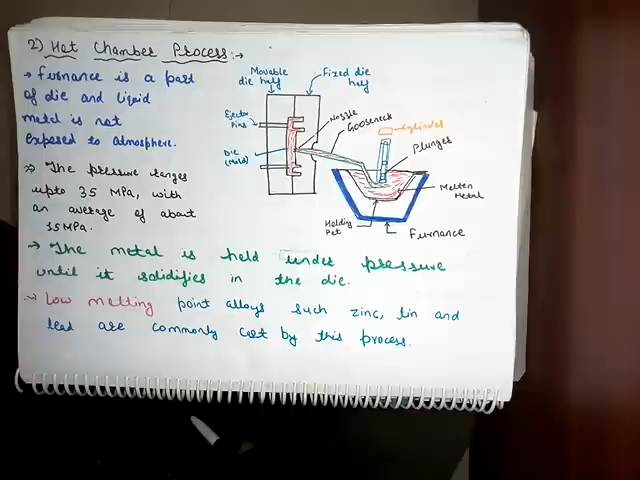 2) Hot Chamber Process:→
→ Furnance is a part
of die and liquid
metal is not
exposed to atmosphere.
→ The pressure ranges
upto 35 MPa, with
an average of about
15MPa.
Movable
die half
Fixed die
half
Ejector
Pins
Nozzle
Gooseneck
Cylinder
Plunger
Die
(Mold)
Molten
Metal
Holding
Pot
Furnance
→ The metal is held under pressure
until it solidifies in the die.
→ Low melting point alloys such zinc, tin and
lead are commonly cast by this process.